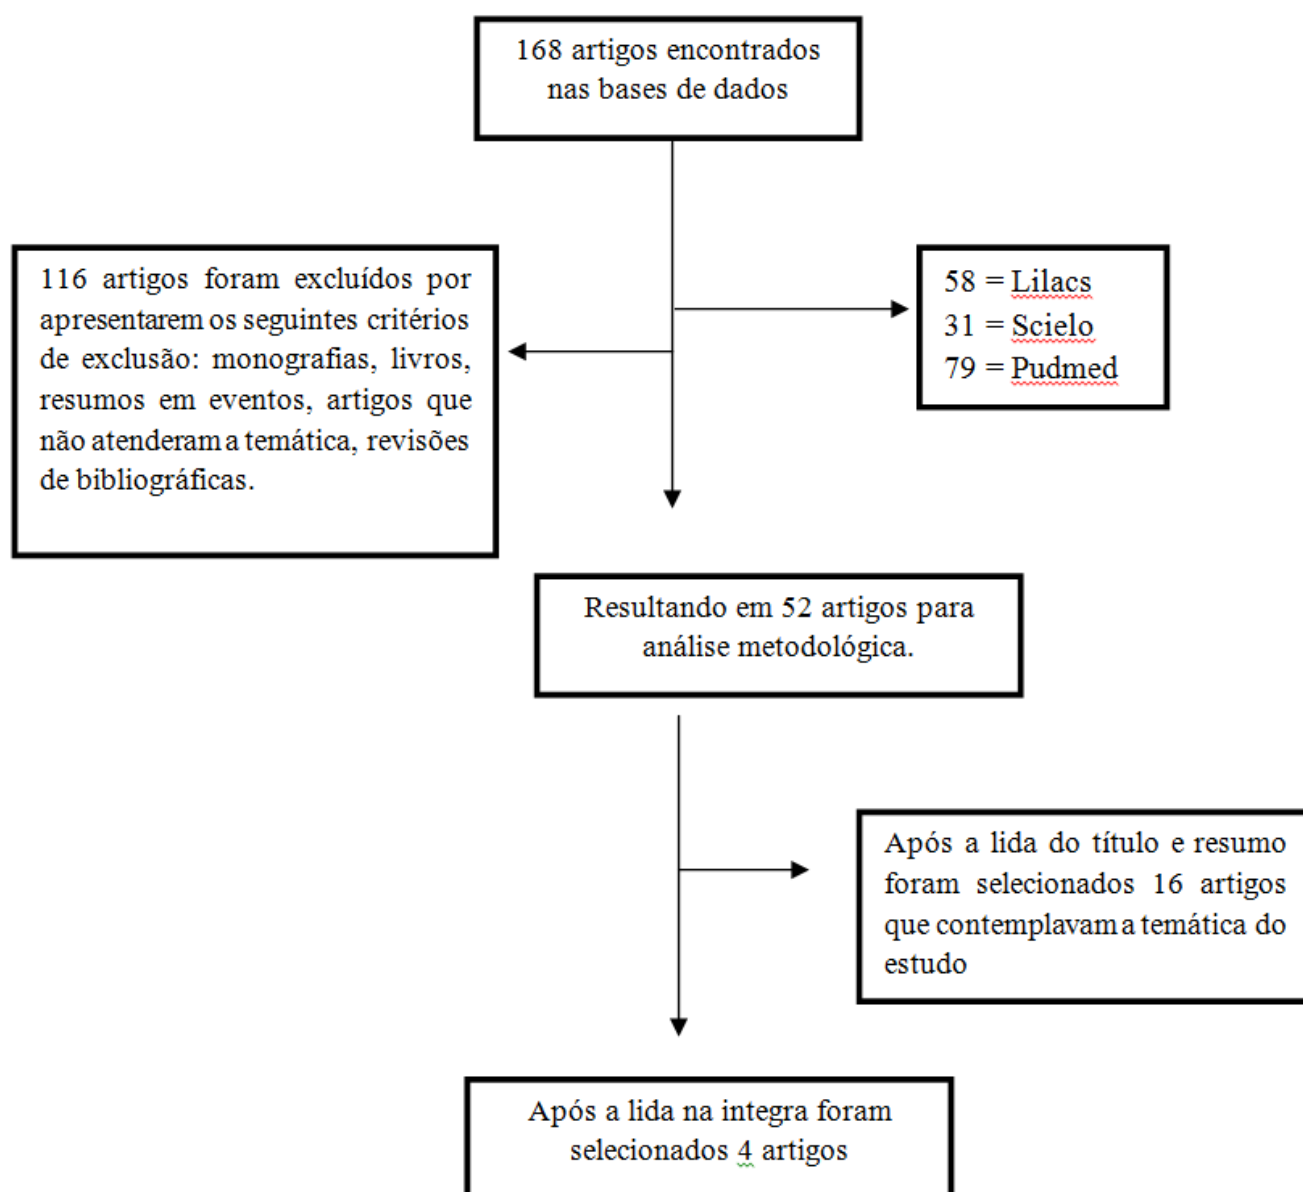 168 artigos encontrados
nas bases de dados
116 artigos foram excluídos por
apresentarem os seguintes critérios
de exclusão: monografias, livros,
resumos em eventos, artigos que
não atenderam a temática, revisões
de bibliográficas.
58 = Lilacs
31 = Scielo
79 = Pudmed
Resultando em 52 artigos para
análise metodológica.
Após a lida do título e resumo
foram selecionados 16 artigos
que contemplavam a temática do
estudo
Após a lida na integra foram
selecionados 4 artigos